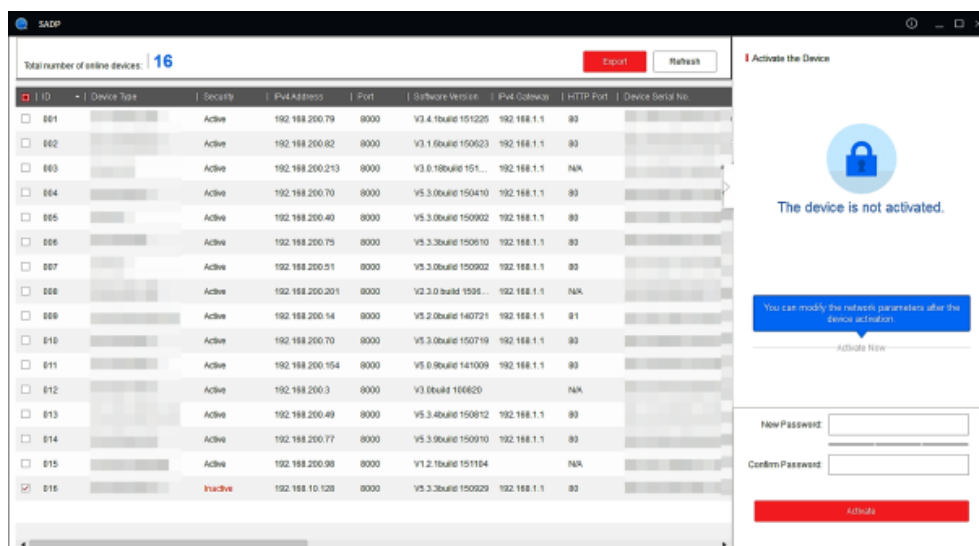 SADP
Total number of online devices: 16
Export
Refresh
ID | Device Type | Security | IPv4 Address | Port | Software Version | IPv4 Gateway | HTTP Port | Device Serial No.
001 Active 192.168.200.79 8000 V3.4.1build 151225 192.168.1.1 80
002 Active 192.168.200.82 8000 V3.1.6build 150623 192.168.1.1 80
003 Active 192.168.200.213 8000 V3.0.18build 151... 192.168.1.1 N/A
004 Active 192.168.200.70 8000 V5.3.0build 150410 192.168.1.1 80
005 Active 192.168.200.40 8000 V5.3.0build 150902 192.168.1.1 80
006 Active 192.168.200.75 8000 V5.3.3build 150610 192.168.1.1 80
007 Active 192.168.200.51 8000 V5.3.0build 150902 192.168.1.1 80
008 Active 192.168.200.201 8000 V2.3.0 build 1506... 192.168.1.1 N/A
009 Active 192.168.200.14 8000 V5.2.0build 140721 192.168.1.1 81
010 Active 192.168.200.70 8000 V5.3.0build 150719 192.168.1.1 80
011 Active 192.168.200.154 8000 V5.0.9build 141009 192.168.1.1 80
012 Active 192.168.200.3 8000 V3.0build 100820 N/A
013 Active 192.168.200.49 8000 V5.3.4build 150812 192.168.1.1 80
014 Active 192.168.200.77 8000 V5.3.9build 150910 192.168.1.1 80
015 Active 192.168.200.98 8000 V1.2.1build 151104 N/A
016 Inactive 192.168.10.128 8000 V5.3.3build 150929 192.168.1.1 80
Activate the Device
The device is not activated.
You can modify the network parameters after the
device activation.
Activate Now
New Password:
Confirm Password:
Activate